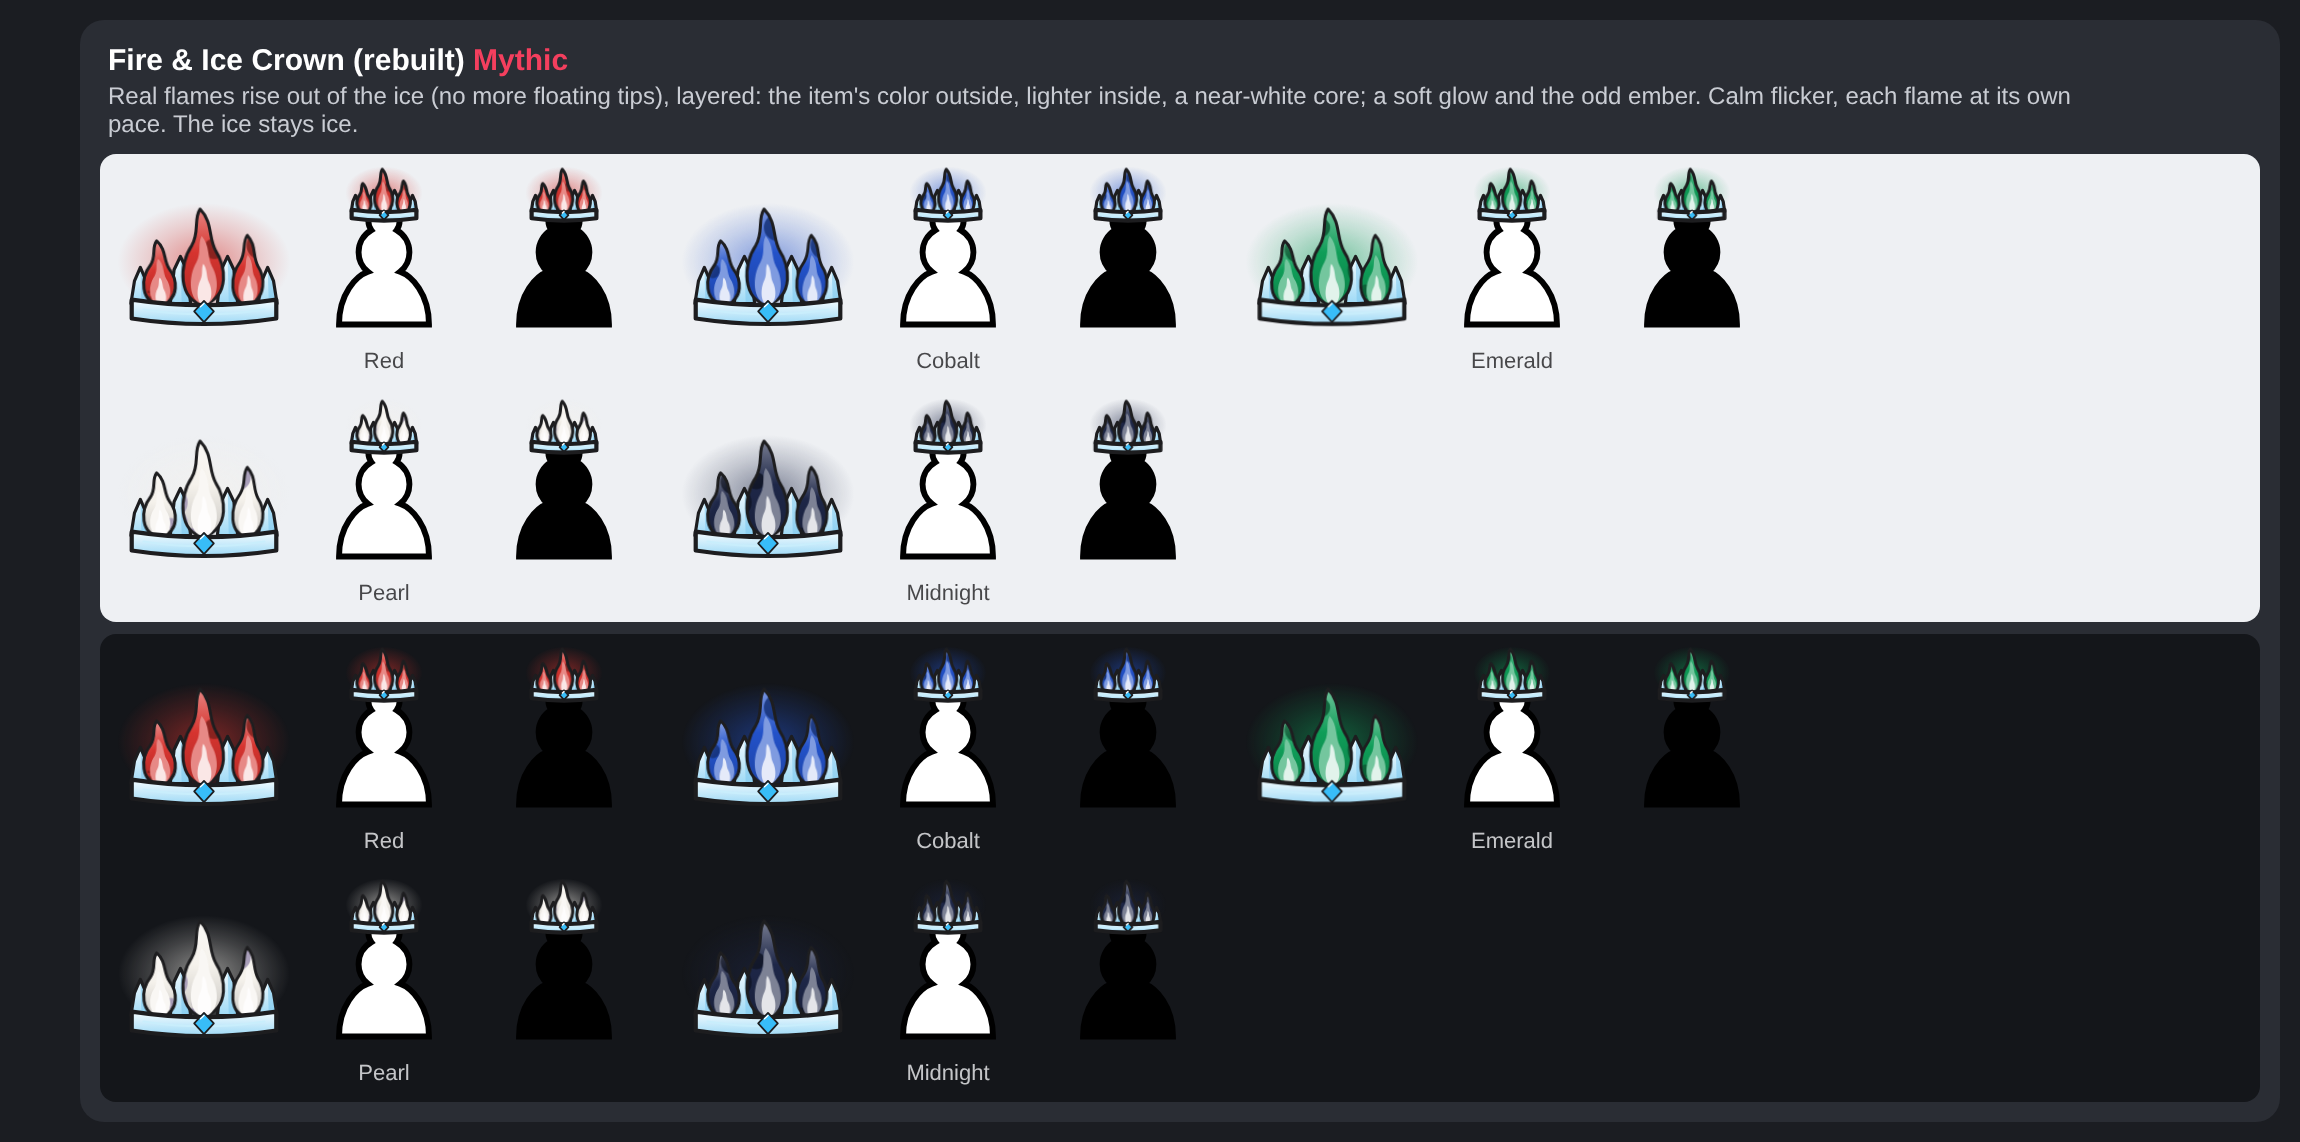 Fire & Ice Crown (rebuilt) Mythic
Real flames rise out of the ice (no more floating tips), layered: the item's color outside, lighter inside, a near-white core; a soft glow and the odd ember. Calm flicker, each flame at its own
pace. The ice stays ice.
Red
Cobalt
Emerald
Pearl
Midnight
Red
Cobalt
Emerald
Pearl
Midnight